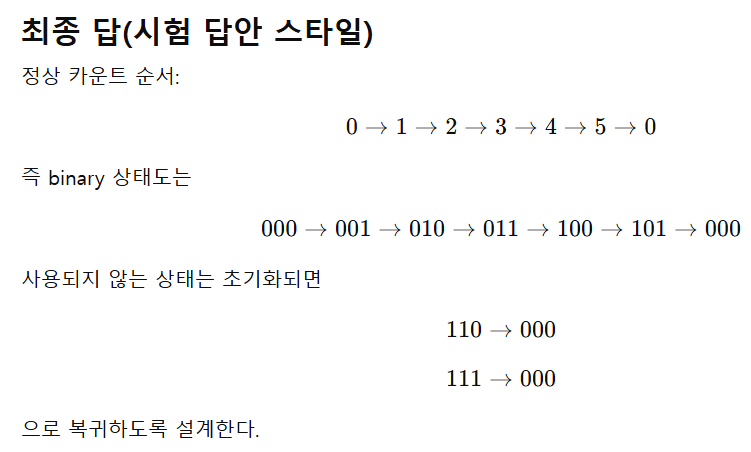 최종 답(시험 답안 스타일)
정상 카운트 순서:
0 → 1 → 2 → 3 → 4 → 5 → 0
즉 binary 상태도는
000 → 001 → 010 → 011 → 100 → 101 → 000
사용되지 않는 상태는 초기화되면
110 → 000
111 → 000
으로 복귀하도록 설계한다.